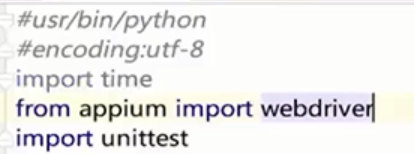 #usr/bin/python
#encoding:utf-8
import time
from appium import webdriver
import unittest